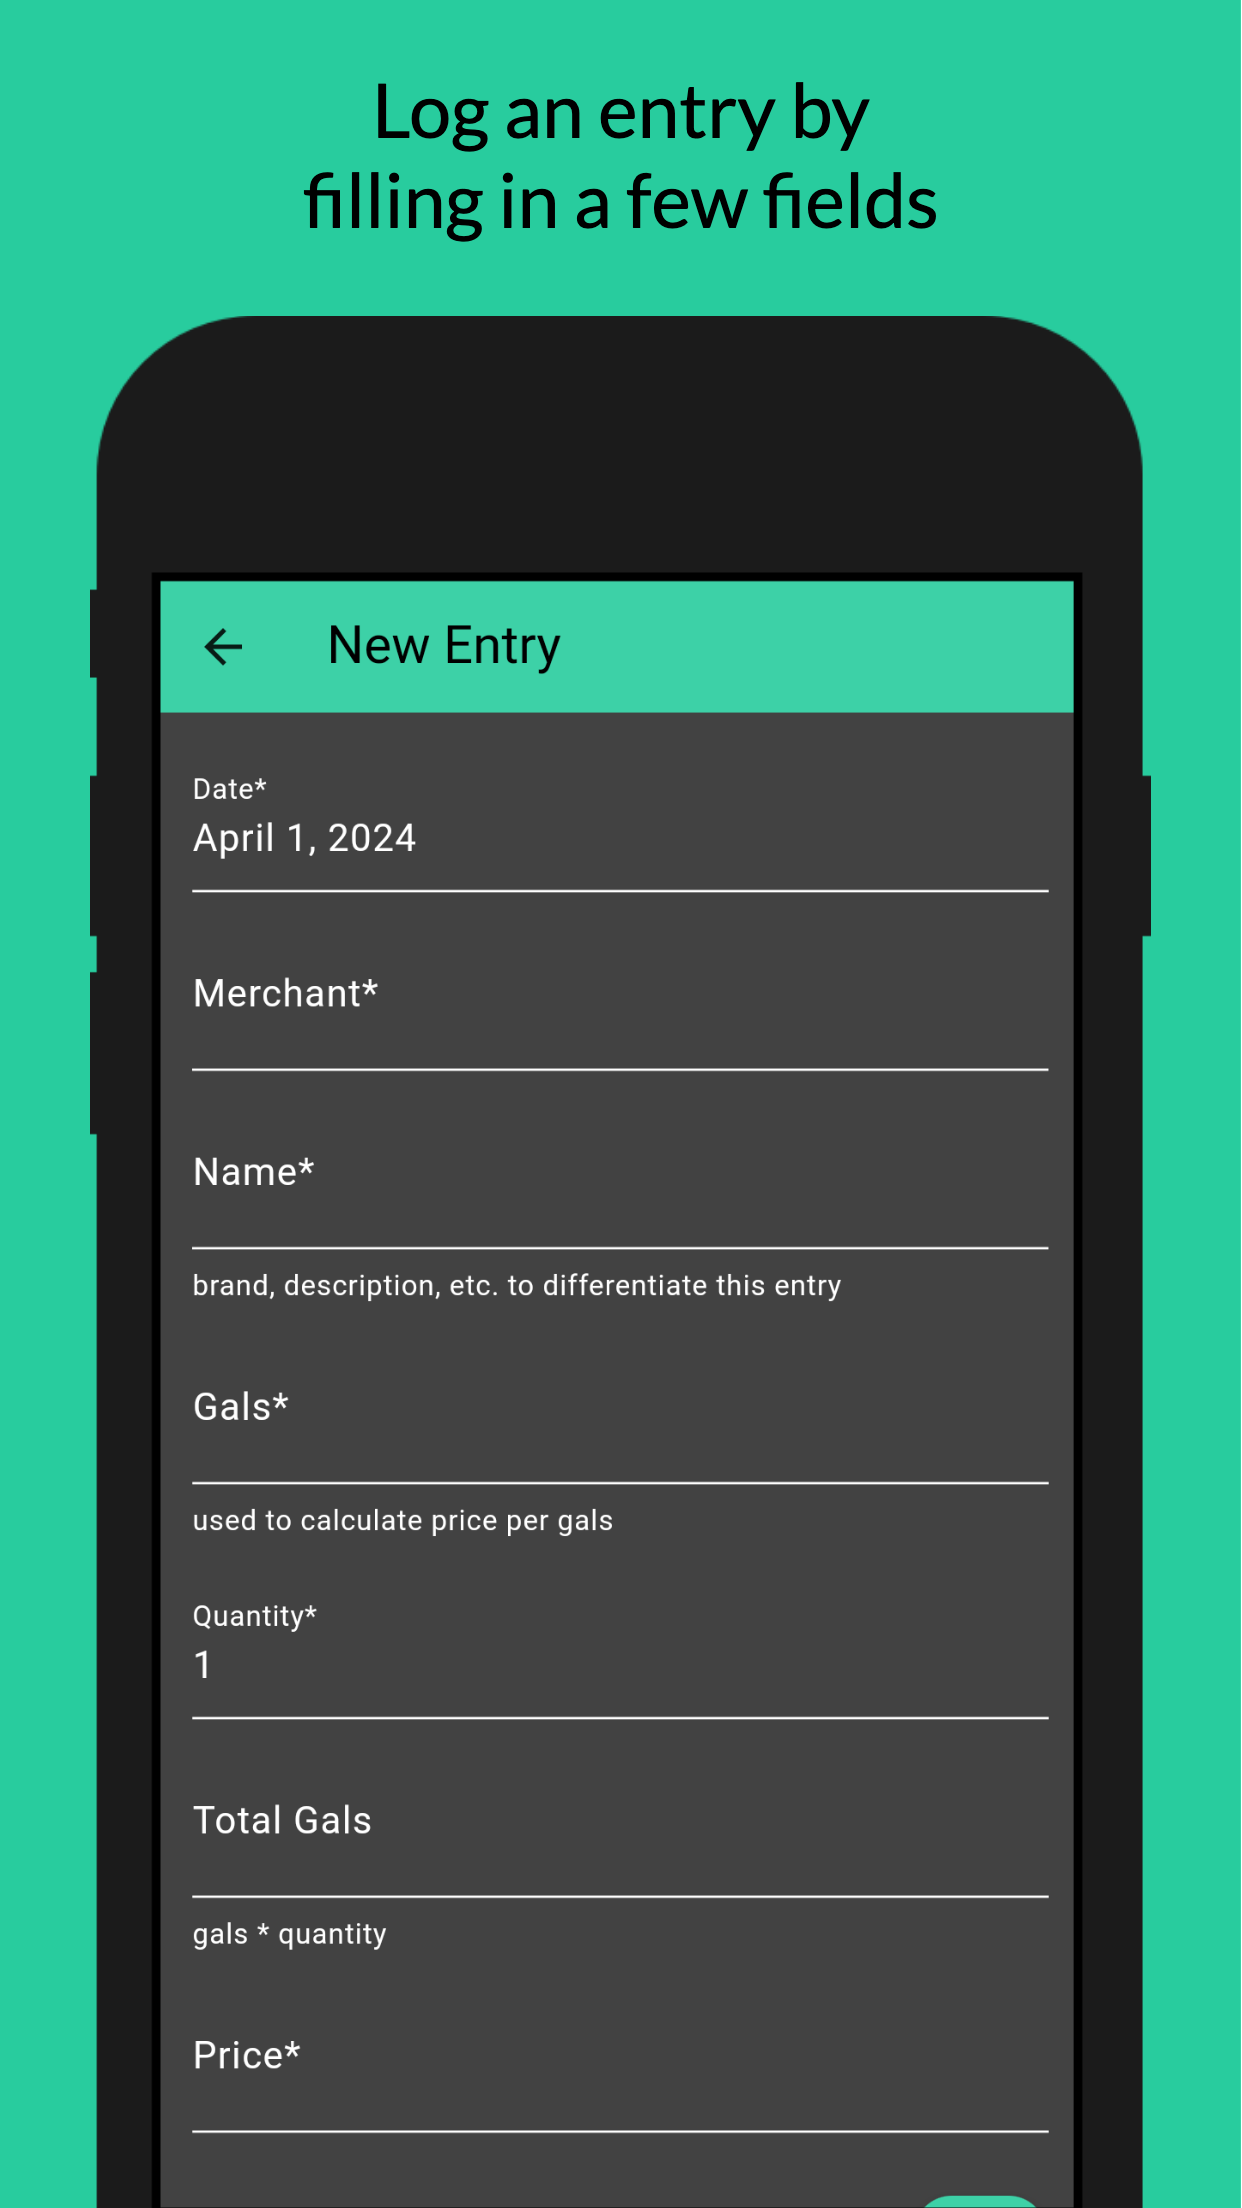 Log an entry by
filling in a few fields
New Entry
Date*
April 1, 2024
Merchant*
Name*
brand, description, etc. to differentiate this entry
Gals*
used to calculate price per gals
Quantity*
1
Total Gals
gals * quantity
Price*